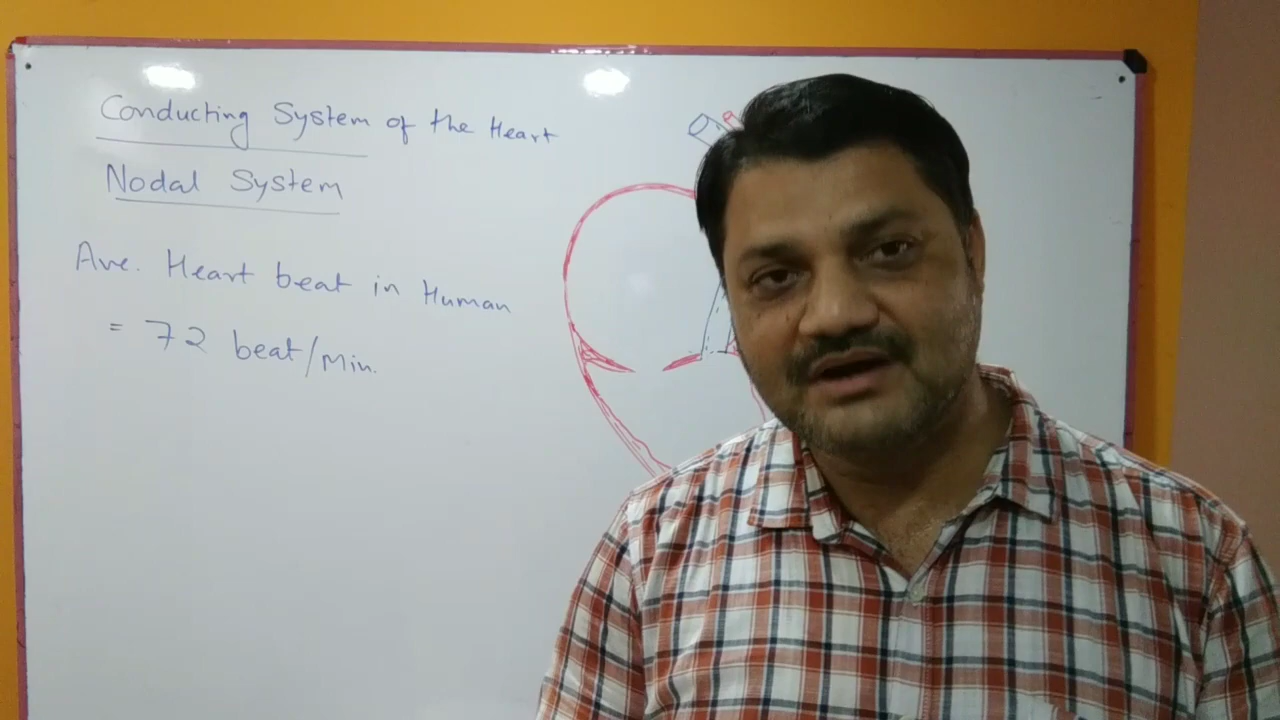 Conducting System of the Heart
Nodal System
Ave. Heart beat in Human
= 72 beat/Min.